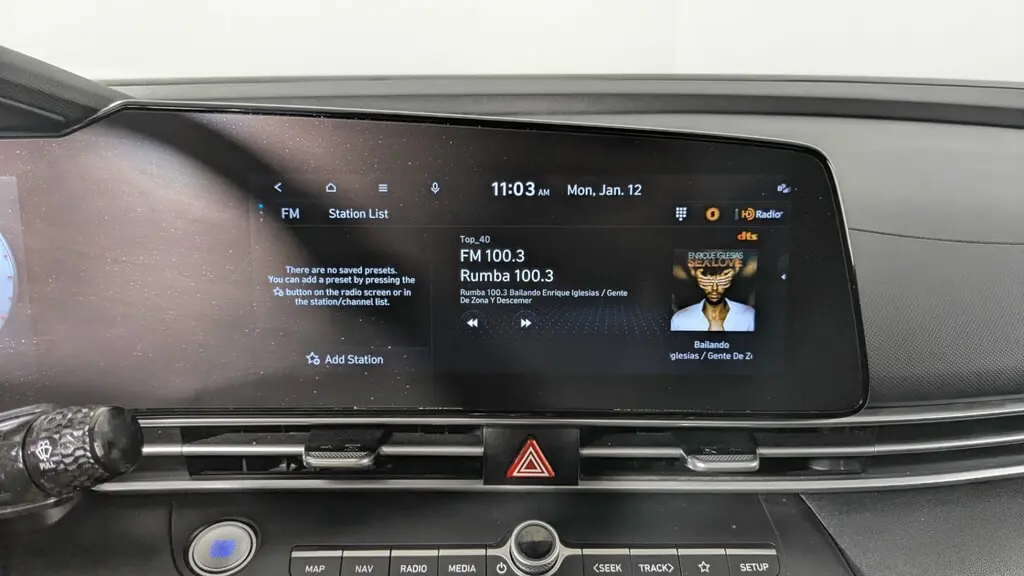 11:03 AM Mon, Jan. 12
FM Station List
HD Radio
dts
Top_40
FM 100.3
Rumba 100.3
Rumba 100.3 Bailando Enrique Iglesias / Gente
De Zona Y Descemer
There are no saved presets.
You can add a preset by pressing the
button on the radio screen or in
the station/channel list.
Add Station
ENRIQUE IGLESIAS
SEX AND LOVE
Bailando
Iglesias / Gente De Z
PULL
MAP NAV RADIO MEDIA <SEEK TRACK> SETUP